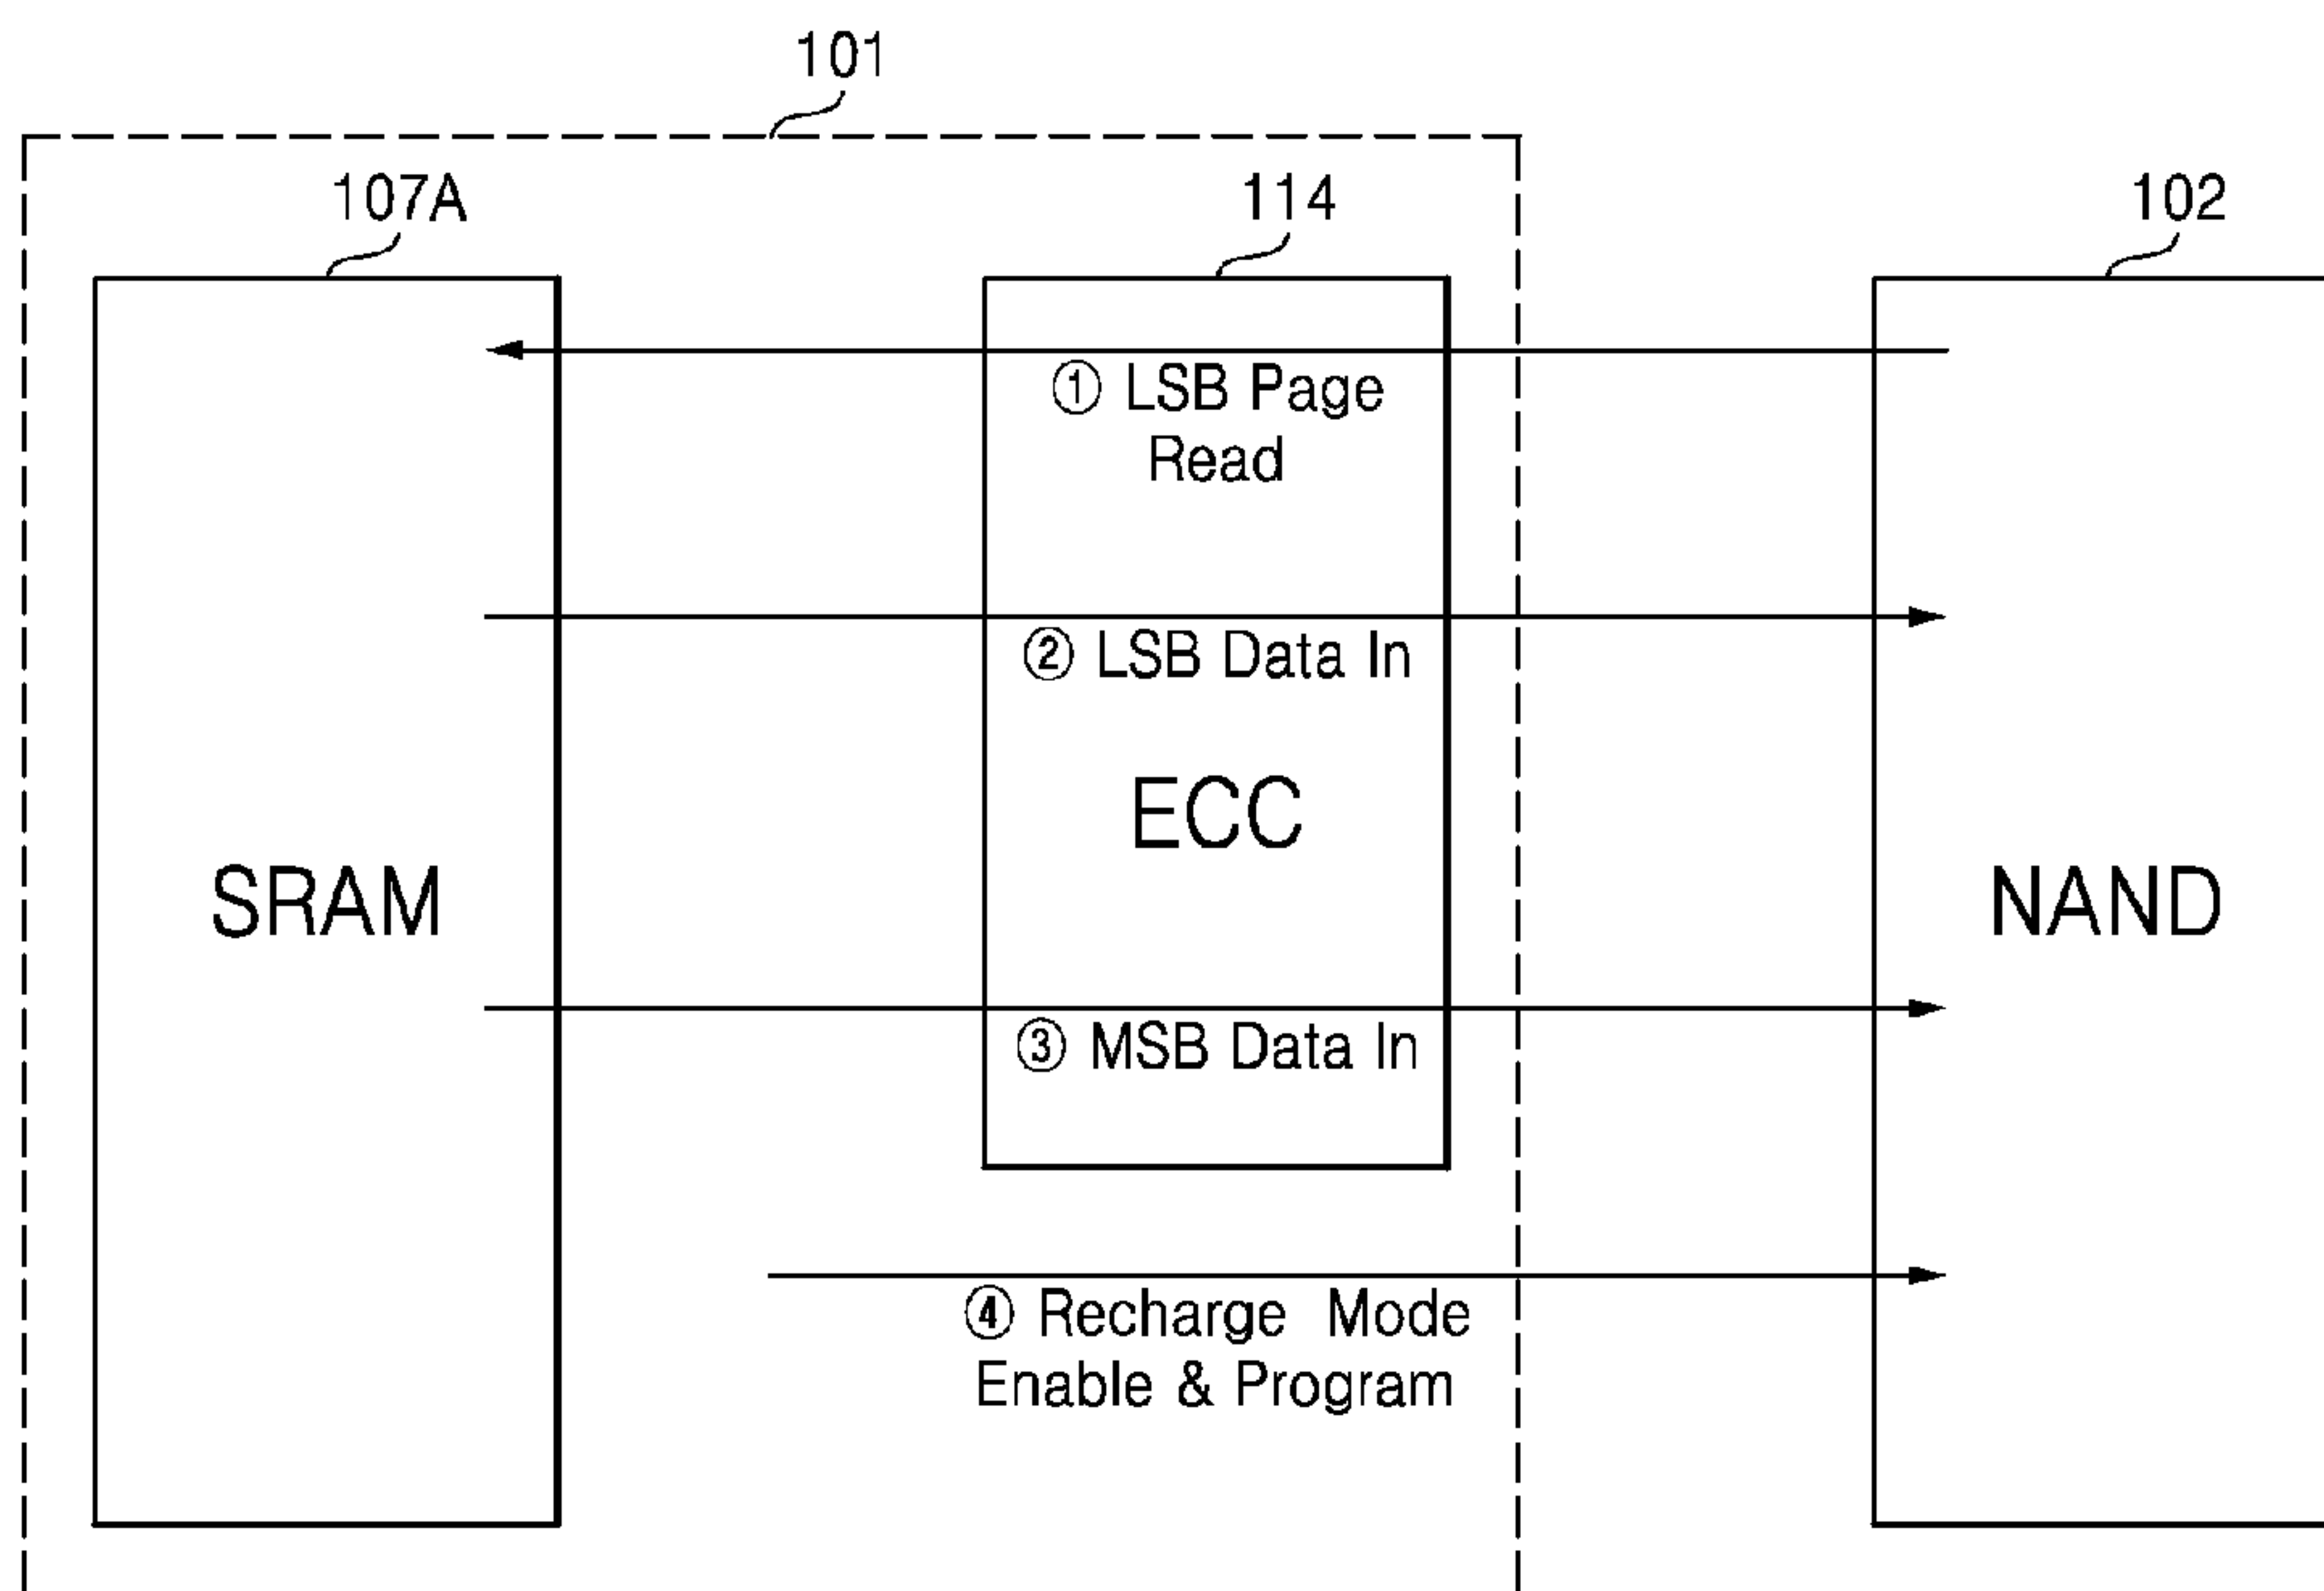 101
107A
114
102
① LSB Page
Read
② LSB Data In
ECC
SRAM
NAND
③ MSB Data In
④ Recharge Mode
Enable & Program